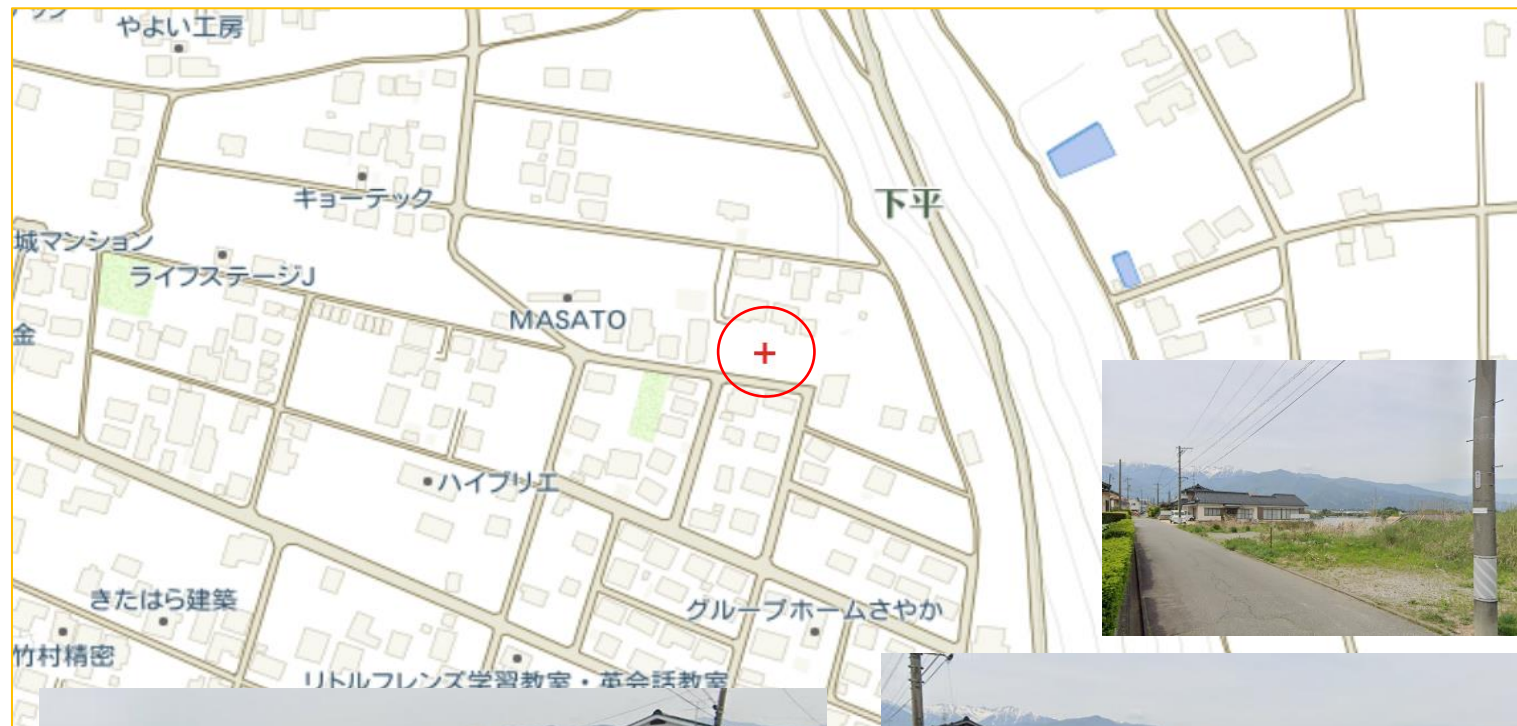 やよい工房
キョーテック
下平
城マンション
ライフステージJ
MASATO
金
ハイブリエ
きたはら建築
グループホームさやか
竹村精密
リトルフレンズ学習教室・英会話教室